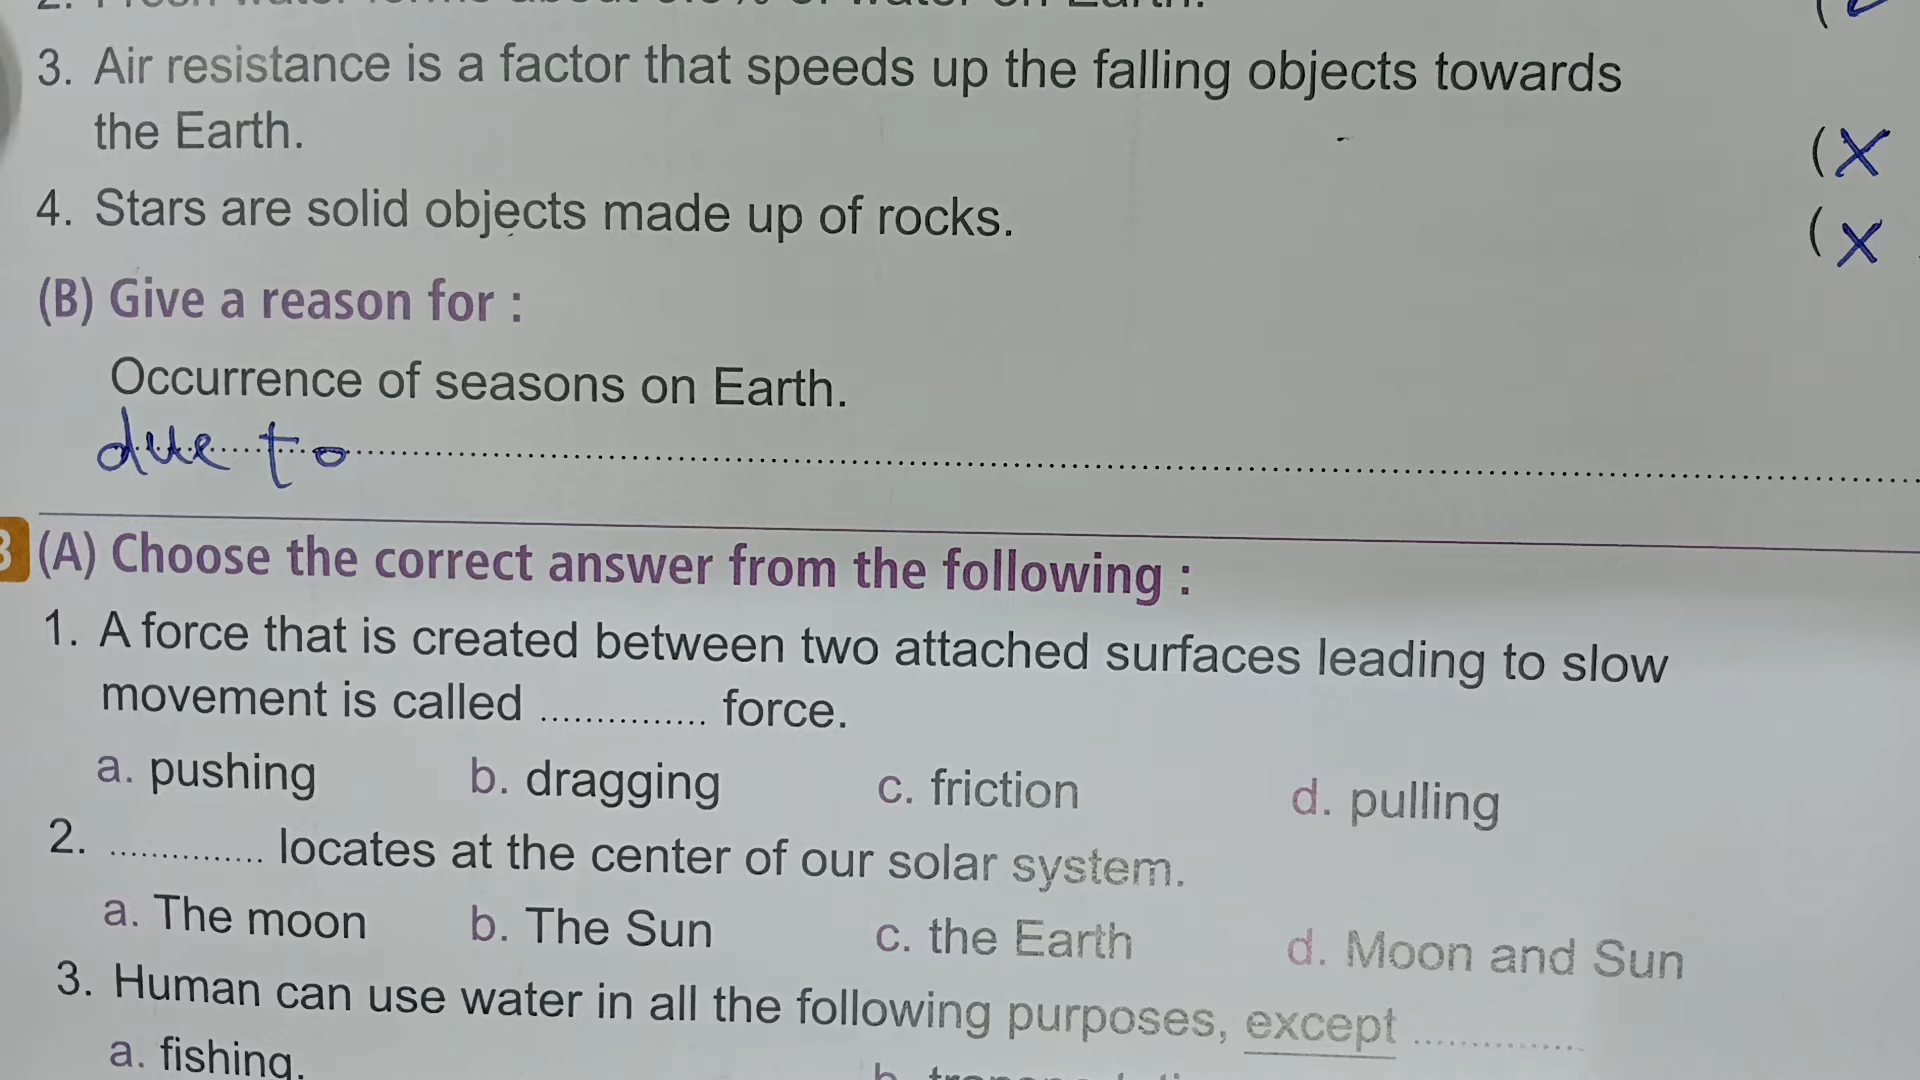 3. Air resistance is a factor that speeds up the falling objects towards
the Earth. (X
4. Stars are solid objects made up of rocks. (X
(B) Give a reason for :
Occurrence of seasons on Earth.
due to
3 (A) Choose the correct answer from the following :
1. A force that is created between two attached surfaces leading to slow
movement is called ............... force.
a. pushing b. dragging c. friction d. pulling
2. ............... locates at the center of our solar system.
a. The moon b. The Sun c. the Earth d. Moon and Sun
3. Human can use water in all the following purposes, except ...............
a. fishing.